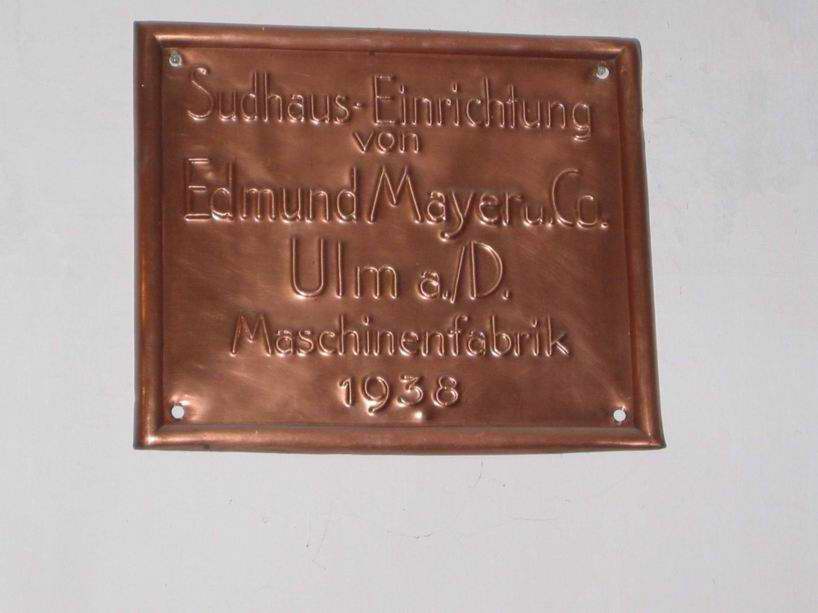 Sudhaus-Einrichtung
von
Edmund Mayer u. Co.
Ulm a./D.
Maschinenfabrik
1938